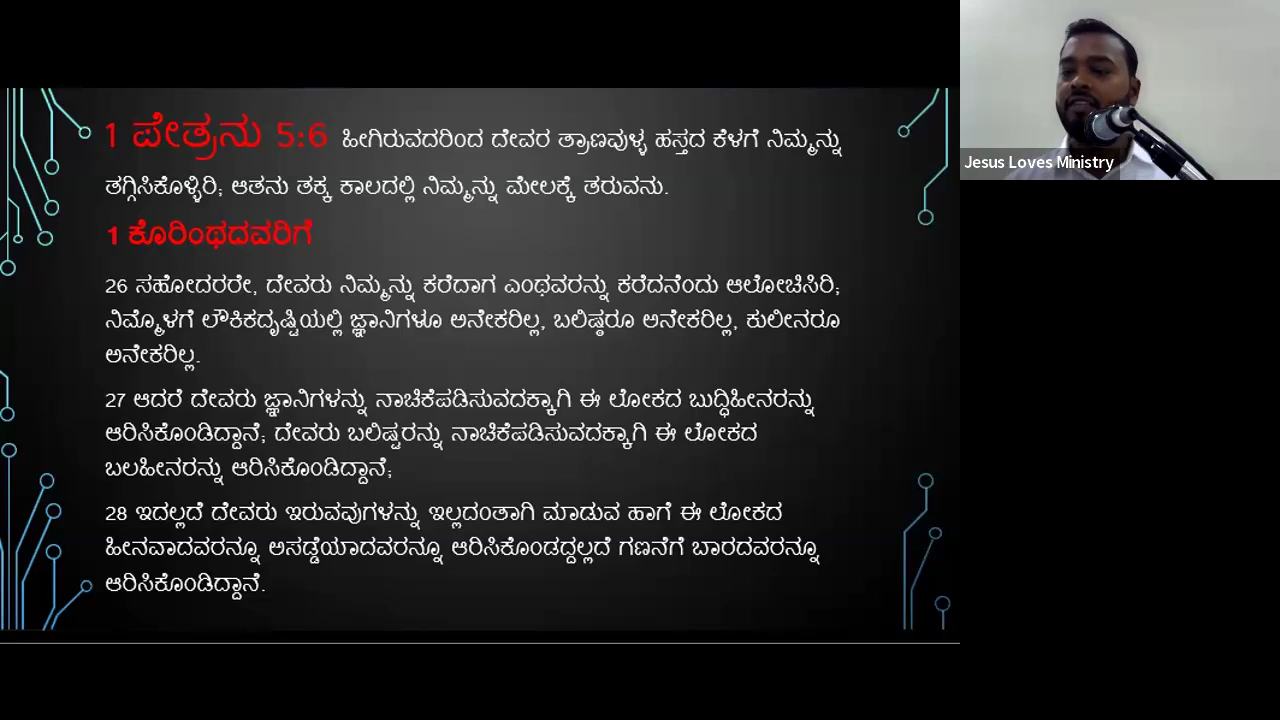 1 ಪೇತ್ರನು 5:6 ಹೀಗಿರುವದರಿಂದ ದೇವರ ತ್ರಾಣವುಳ್ಳ ಹಸ್ತದ ಕೆಳಗೆ ನಿಮ್ಮನ್ನು
ತಗ್ಗಿಸಿಕೊಳ್ಳಿರಿ; ಆತನು ತಕ್ಕ ಕಾಲದಲ್ಲಿ ನಿಮ್ಮನ್ನು ಮೇಲಕ್ಕೆ ತರುವನು.
1 ಕೊರಿಂಥದವರಿಗೆ
26 ಸಹೋದರರೇ, ದೇವರು ನಿಮ್ಮನ್ನು ಕರೆದಾಗ ಎಂಥವರನ್ನು ಕರೆದನೆಂದು ಆಲೋಚಿಸಿರಿ;
ನಿಮ್ಮೊಳಗೆ ಲೌಕಿಕದೃಷ್ಟಿಯಲ್ಲಿ ಜ್ಞಾನಿಗಳೂ ಅನೇಕರಿಲ್ಲ, ಬಲಿಷ್ಠರೂ ಅನೇಕರಿಲ್ಲ, ಕುಲೀನರೂ
ಅನೇಕರಿಲ್ಲ.
27 ಆದರೆ ದೇವರು ಜ್ಞಾನಿಗಳನ್ನು ನಾಚಿಕೆಪಡಿಸುವದಕ್ಕಾಗಿ ಈ ಲೋಕದ ಬುದ್ಧಿಹೀನರನ್ನು
ಆರಿಸಿಕೊಂಡಿದ್ದಾನೆ; ದೇವರು ಬಲಿಷ್ಟರನ್ನು ನಾಚಿಕೆಪಡಿಸುವದಕ್ಕಾಗಿ ಈ ಲೋಕದ
ಬಲಹೀನರನ್ನು ಆರಿಸಿಕೊಂಡಿದ್ದಾನೆ;
28 ಇದಲ್ಲದೆ ದೇವರು ಇರುವವುಗಳನ್ನು ಇಲ್ಲದಂತಾಗಿ ಮಾಡುವ ಹಾಗೆ ಈ ಲೋಕದ
ಹೀನವಾದವರನ್ನೂ ಅಸಡ್ಡೆಯಾದವರನ್ನೂ ಆರಿಸಿಕೊಂಡದ್ದಲ್ಲದೆ ಗಣನೆಗೆ ಬಾರದವರನ್ನೂ
ಆರಿಸಿಕೊಂಡಿದ್ದಾನೆ.
Jesus Loves Ministry